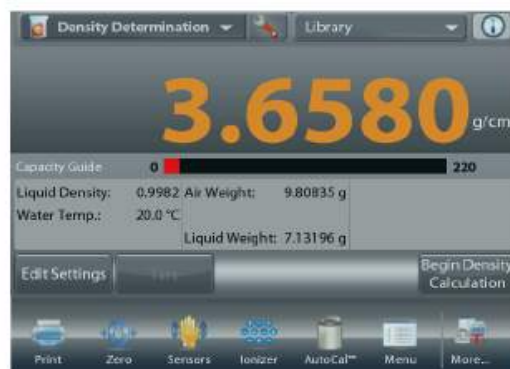 Density Determination Library
3.6580 g/cm
Capacity Guide 0 220
Liquid Density: 0.9982 Air Weight: 9.80835 g
Water Temp.: 20.0 °C
Liquid Weight: 7.13196 g
Edit Settings Begin Density
Calculation
Print Zero Sensors Ionizer AutoCal™ Menu More...